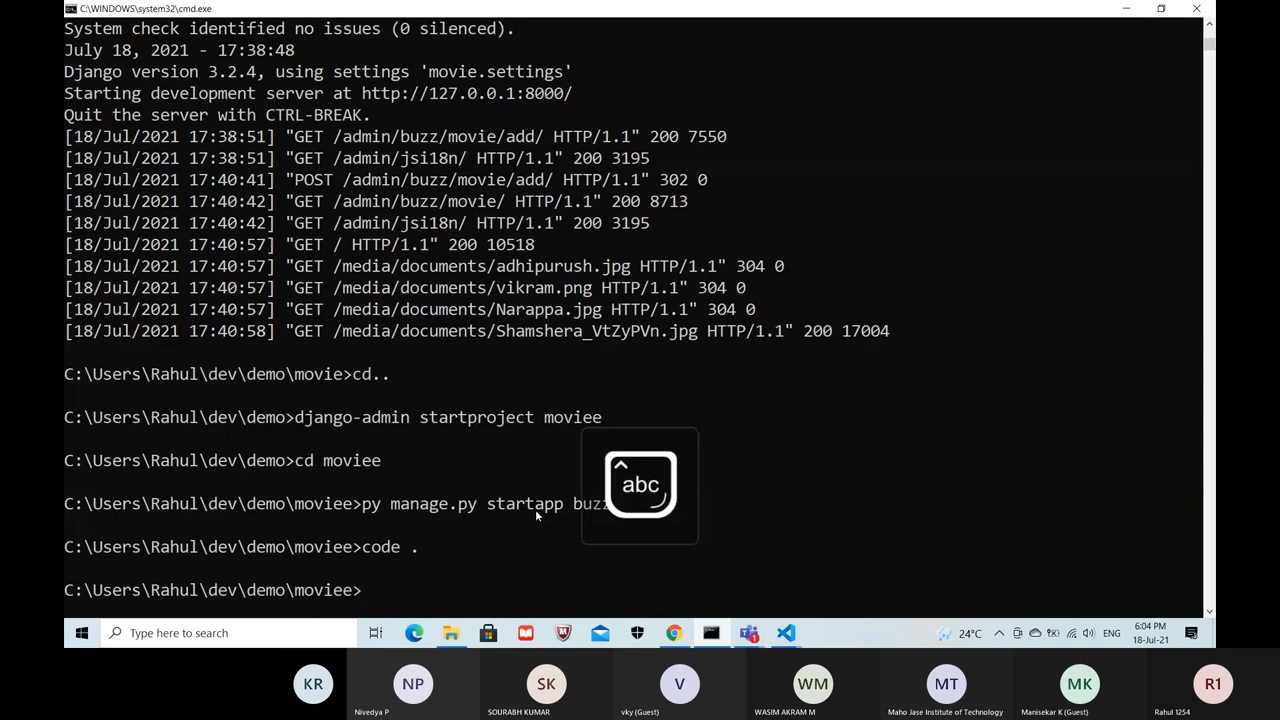 C:\WINDOWS\system32\cmd.exe
System check identified no issues (0 silenced).
July 18, 2021 - 17:38:48
Django version 3.2.4, using settings 'movie.settings'
Starting development server at http://127.0.0.1:8000/
Quit the server with CTRL-BREAK.
[18/Jul/2021 17:38:51] "GET /admin/buzz/movie/add/ HTTP/1.1" 200 7550
[18/Jul/2021 17:38:51] "GET /admin/jsi18n/ HTTP/1.1" 200 3195
[18/Jul/2021 17:40:41] "POST /admin/buzz/movie/add/ HTTP/1.1" 302 0
[18/Jul/2021 17:40:42] "GET /admin/buzz/movie/ HTTP/1.1" 200 8713
[18/Jul/2021 17:40:42] "GET /admin/jsi18n/ HTTP/1.1" 200 3195
[18/Jul/2021 17:40:57] "GET / HTTP/1.1" 200 10518
[18/Jul/2021 17:40:57] "GET /media/documents/adhipurush.jpg HTTP/1.1" 304 0
[18/Jul/2021 17:40:57] "GET /media/documents/vikram.png HTTP/1.1" 304 0
[18/Jul/2021 17:40:57] "GET /media/documents/Narappa.jpg HTTP/1.1" 304 0
[18/Jul/2021 17:40:58] "GET /media/documents/Shamshera_VtZyPVn.jpg HTTP/1.1" 200 17004
C:\Users\Rahul\dev\demo\movie>cd..
C:\Users\Rahul\dev\demo>django-admin startproject moviee
C:\Users\Rahul\dev\demo>cd moviee
C:\Users\Rahul\dev\demo\moviee>py manage.py startapp buzz
abc
C:\Users\Rahul\dev\demo\moviee>code .
C:\Users\Rahul\dev\demo\moviee>
Type here to search
1
24°C
ENG
6:04 PM
18-Jul-21
KR
NP
SK
V
WM
MT
MK
R1
Nivedya P
SOURABH KUMAR
vky (Guest)
WASIM AKRAM M
Maho Jase Institute of Technology
Manisekar K (Guest)
Rahul 1254